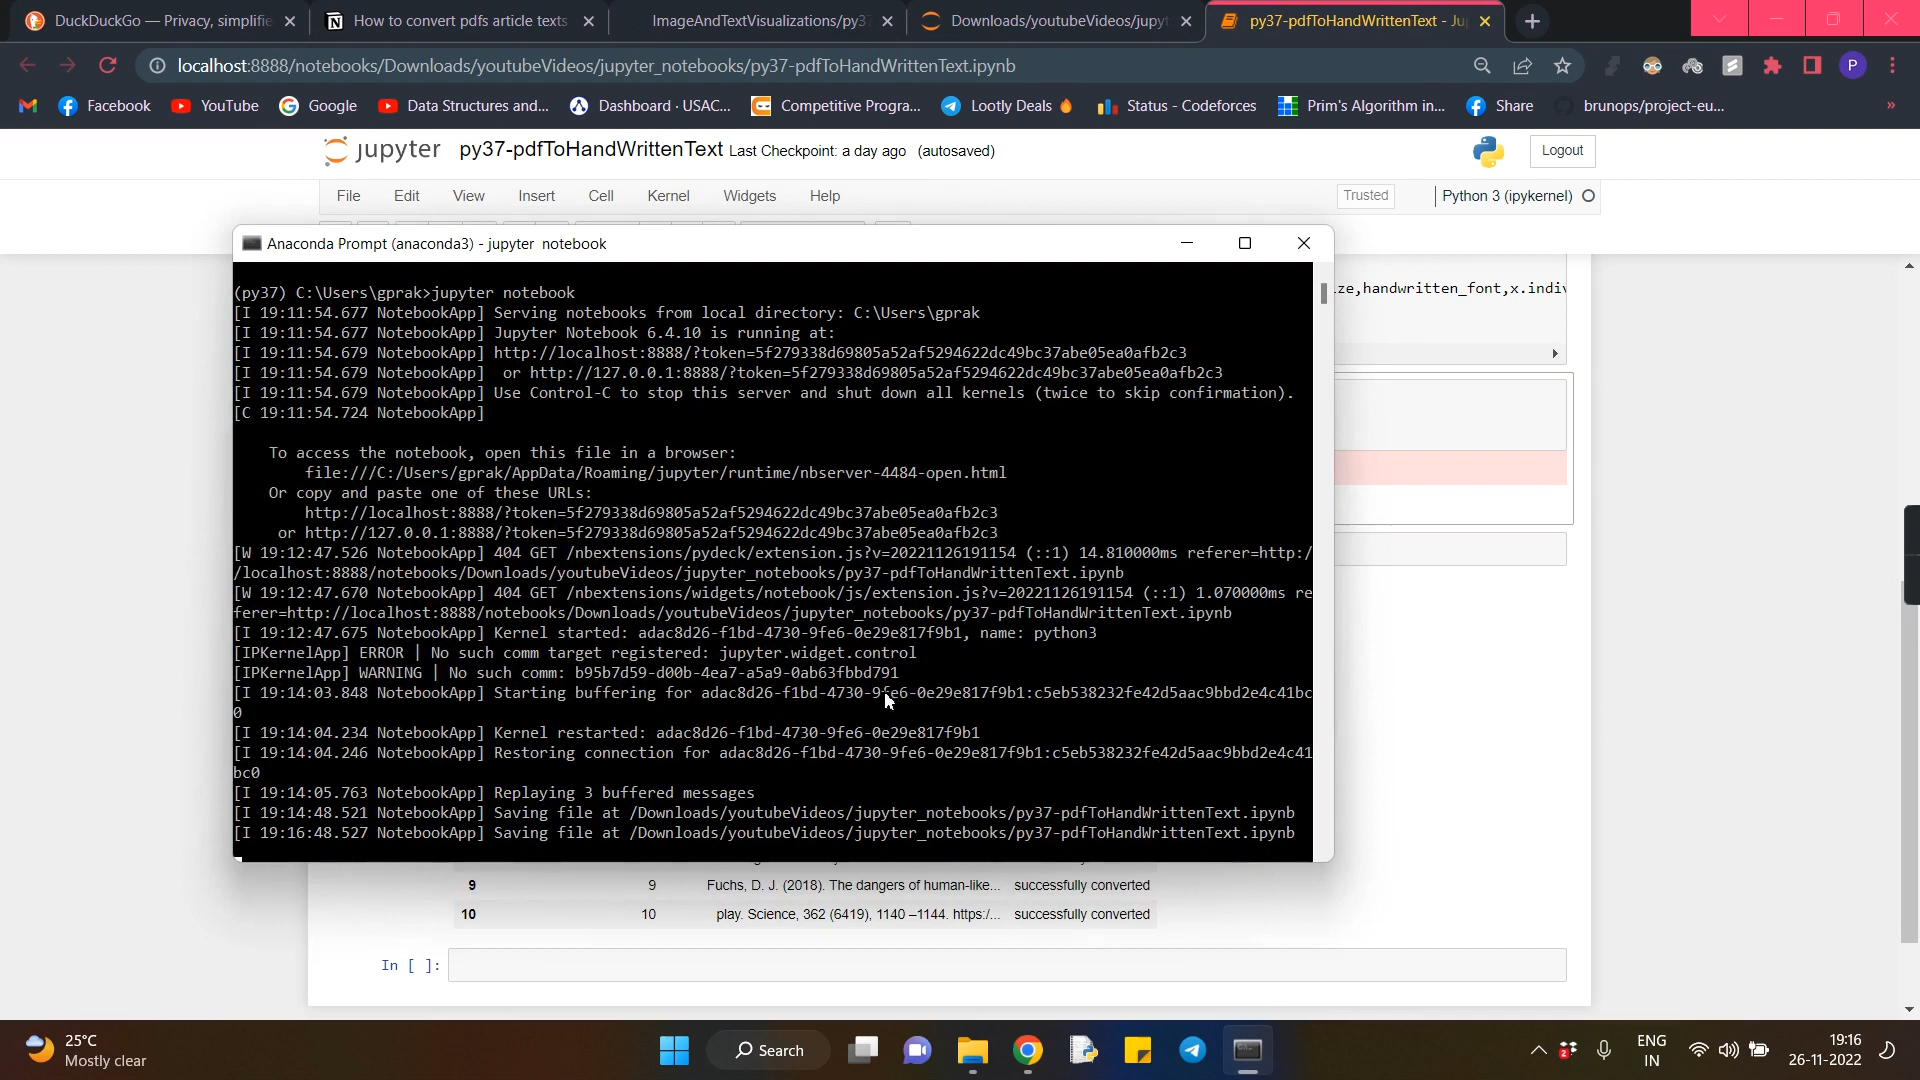 DuckDuckGo — Privacy, simplifie
How to convert pdfs article texts
ImageAndTextVisualizations/py3
Downloads/youtubeVideos/jupyt
py37-pdfToHandWrittenText - Ju
localhost:8888/notebooks/Downloads/youtubeVideos/jupyter_notebooks/py37-pdfToHandWrittenText.ipynb
P
Facebook
YouTube
Google
Data Structures and...
Dashboard · USAC...
Competitive Progra...
Lootly Deals
Status - Codeforces
Prim's Algorithm in...
Share
brunops/project-eu...
»
jupyter py37-pdfToHandWrittenText Last Checkpoint: a day ago (autosaved)
Logout
File Edit View Insert Cell Kernel Widgets Help
Trusted
Python 3 (ipykernel)
Anaconda Prompt (anaconda3) - jupyter notebook
ze,handwritten_font,x.indiv
(py37) C:\Users\gprak>jupyter notebook
[I 19:11:54.677 NotebookApp] Serving notebooks from local directory: C:\Users\gprak
[I 19:11:54.677 NotebookApp] Jupyter Notebook 6.4.10 is running at:
[I 19:11:54.679 NotebookApp] http://localhost:8888/?token=5f279338d69805a52af5294622dc49bc37abe05ea0afb2c3
[I 19:11:54.679 NotebookApp]  or http://127.0.0.1:8888/?token=5f279338d69805a52af5294622dc49bc37abe05ea0afb2c3
[I 19:11:54.679 NotebookApp] Use Control-C to stop this server and shut down all kernels (twice to skip confirmation).
[C 19:11:54.724 NotebookApp]
To access the notebook, open this file in a browser:
file:///C:/Users/gprak/AppData/Roaming/jupyter/runtime/nbserver-4484-open.html
Or copy and paste one of these URLs:
http://localhost:8888/?token=5f279338d69805a52af5294622dc49bc37abe05ea0afb2c3
or http://127.0.0.1:8888/?token=5f279338d69805a52af5294622dc49bc37abe05ea0afb2c3
[W 19:12:47.526 NotebookApp] 404 GET /nbextensions/pydeck/extension.js?v=20221126191154 (::1) 14.810000ms referer=http:/
/localhost:8888/notebooks/Downloads/youtubeVideos/jupyter_notebooks/py37-pdfToHandWrittenText.ipynb
[W 19:12:47.670 NotebookApp] 404 GET /nbextensions/widgets/notebook/js/extension.js?v=20221126191154 (::1) 1.070000ms re
ferer=http://localhost:8888/notebooks/Downloads/youtubeVideos/jupyter_notebooks/py37-pdfToHandWrittenText.ipynb
[I 19:12:47.675 NotebookApp] Kernel started: adac8d26-f1bd-4730-9fe6-0e29e817f9b1, name: python3
[IPKernelApp] ERROR | No such comm target registered: jupyter.widget.control
[IPKernelApp] WARNING | No such comm: b95b7d59-d00b-4ea7-a5a9-0ab63fbbd791
[I 19:14:03.848 NotebookApp] Starting buffering for adac8d26-f1bd-4730-9fe6-0e29e817f9b1:c5eb538232fe42d5aac9bbd2e4c41bc
0
[I 19:14:04.234 NotebookApp] Kernel restarted: adac8d26-f1bd-4730-9fe6-0e29e817f9b1
[I 19:14:04.246 NotebookApp] Restoring connection for adac8d26-f1bd-4730-9fe6-0e29e817f9b1:c5eb538232fe42d5aac9bbd2e4c41
bc0
[I 19:14:05.763 NotebookApp] Replaying 3 buffered messages
[I 19:14:48.521 NotebookApp] Saving file at /Downloads/youtubeVideos/jupyter_notebooks/py37-pdfToHandWrittenText.ipynb
[I 19:16:48.527 NotebookApp] Saving file at /Downloads/youtubeVideos/jupyter_notebooks/py37-pdfToHandWrittenText.ipynb
9 9 Fuchs, D. J. (2018). The dangers of human-like... successfully converted
10 10 play. Science, 362 (6419), 1140 –1144. https:/... successfully converted
In [ ]:
25°C
Mostly clear
Search
2
ENG
IN
19:16
26-11-2022